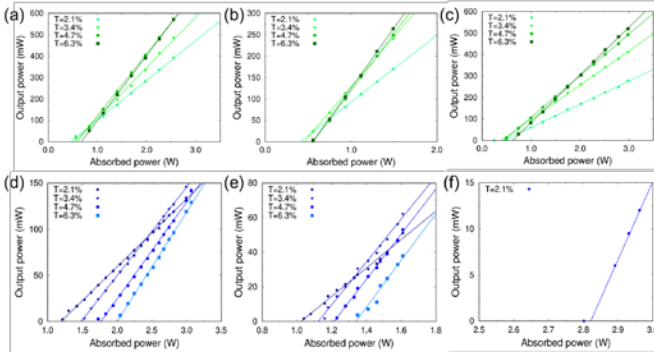 (a)
T=2.1%
T=3.4%
T=4.7%
T=6.3%
Output power (mW)
600
500
400
300
200
100
0
0.0 1.0 2.0 3.0
Absorbed power (W)
(b)
T=2.1%
T=3.4%
T=4.7%
T=6.3%
Output power (mW)
300
250
200
150
100
50
0
0.0 0.5 1.0 1.5 2.0
Absorbed power (W)
(c)
T=2.1%
T=3.4%
T=4.7%
T=6.3%
Output power (mW)
600
500
400
300
200
100
0
0.0 1.0 2.0 3.0
Absorbed power (W)
(d)
T=2.1%
T=3.4%
T=4.7%
T=6.3%
Output power (mW)
150
100
50
0
1.0 1.5 2.0 2.5 3.0 3.5
Absorbed power (W)
(e)
T=2.1%
T=3.4%
T=4.7%
T=6.3%
Output power (mW)
80
60
40
20
0
0.8 1.0 1.2 1.4 1.6 1.8
Absorbed power (W)
(f)
T=2.1%
Output power (mW)
15
10
5
0
2.5 2.6 2.7 2.8 2.9 3.0
Absorbed power (W)